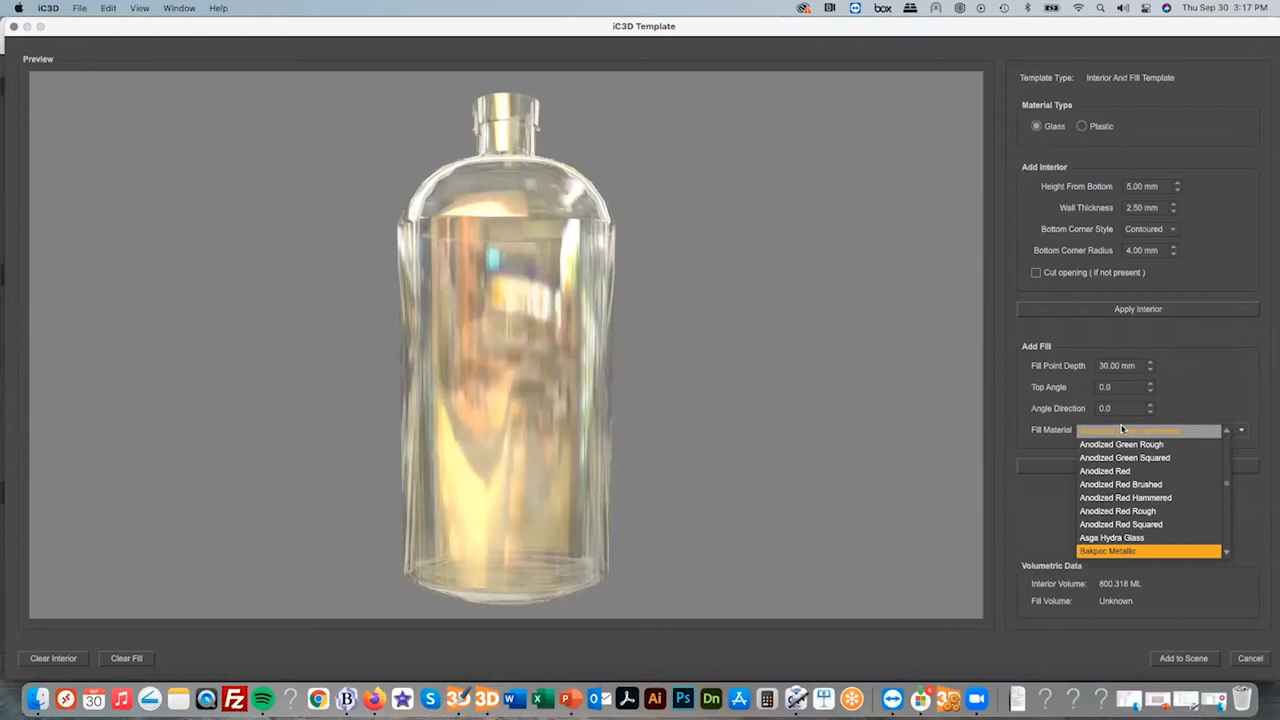 iC3D File Edit View Window Help
box
Thu Sep 30 3:17 PM
iC3D Template
Preview
Template Type: Interior And Fill Template
Material Type
Glass Plastic
Add Interior
Height From Bottom 5.00 mm
Wall Thickness 2.50 mm
Bottom Corner Style Contoured
Bottom Corner Radius 4.00 mm
Cut opening ( if not present )
Apply Interior
Add Fill
Fill Point Depth 30.00 mm
Top Angle 0.0
Angle Direction 0.0
Fill Material
Anodized Green Rough
Anodized Green Squared
Anodized Red
Anodized Red Brushed
Anodized Red Hammered
Anodized Red Rough
Anodized Red Squared
Asga Hydra Glass
Bakpac Metallic
Volumetric Data
Interior Volume: 800.318 ML
Fill Volume: Unknown
Clear Interior Clear Fill Add to Scene Cancel